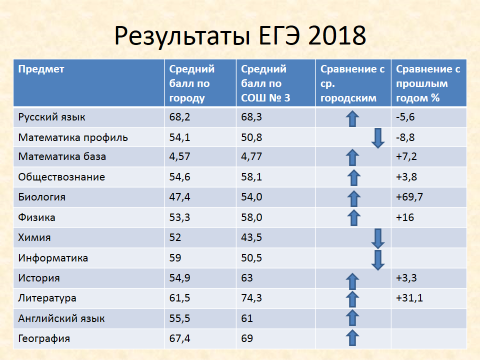 Результаты ЕГЭ 2018
Предмет Средний балл по городу Средний балл по СОШ № 3 Сравнение с ср. городским Сравнение с прошлым годом %
Русский язык 68,2 68,3 -5,6
Математика профиль 54,1 50,8 -8,8
Математика база 4,57 4,77 +7,2
Обществознание 54,6 58,1 +3,8
Биология 47,4 54,0 +69,7
Физика 53,3 58,0 +16
Химия 52 43,5
Информатика 59 50,5
История 54,9 63 +3,3
Литература 61,5 74,3 +31,1
Английский язык 55,5 61
География 67,4 69